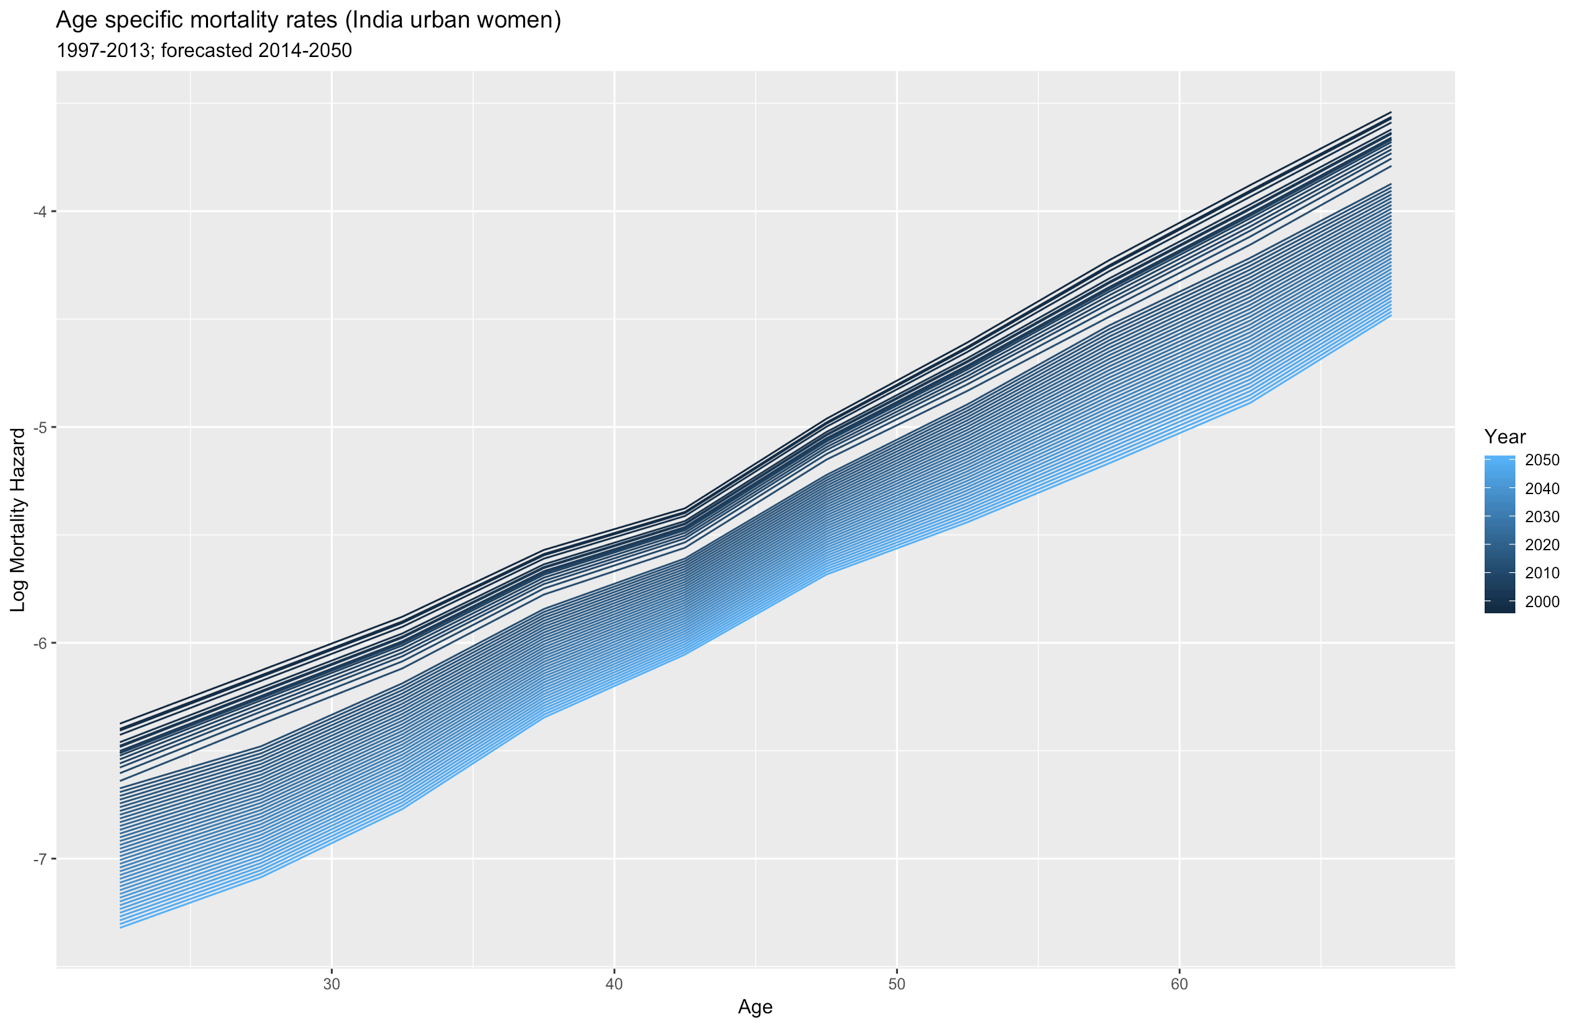 Age specific mortality rates (India urban women)
1997-2013; forecasted 2014-2050
Log Mortality Hazard
-4
-5
-6
-7
30
40
50
60
Age
Year
2050
2040
2030
2020
2010
2000